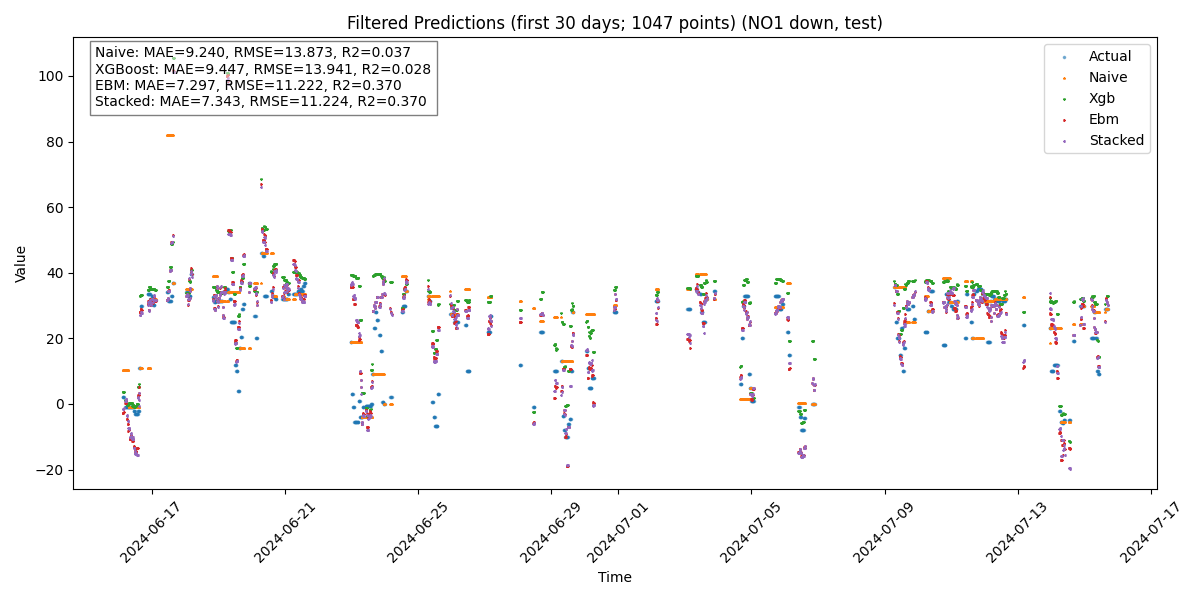 Filtered Predictions (first 30 days; 1047 points) (NO1 down, test)
Naive: MAE=9.240, RMSE=13.873, R2=0.037
XGBoost: MAE=9.447, RMSE=13.941, R2=0.028
EBM: MAE=7.297, RMSE=11.222, R2=0.370
Stacked: MAE=7.343, RMSE=11.224, R2=0.370
Actual
Naive
Xgb
Ebm
Stacked
Value
100
80
60
40
20
0
−20
2024-06-17
2024-06-21
2024-06-25
2024-06-29
2024-07-01
2024-07-05
2024-07-09
2024-07-13
2024-07-17
Time